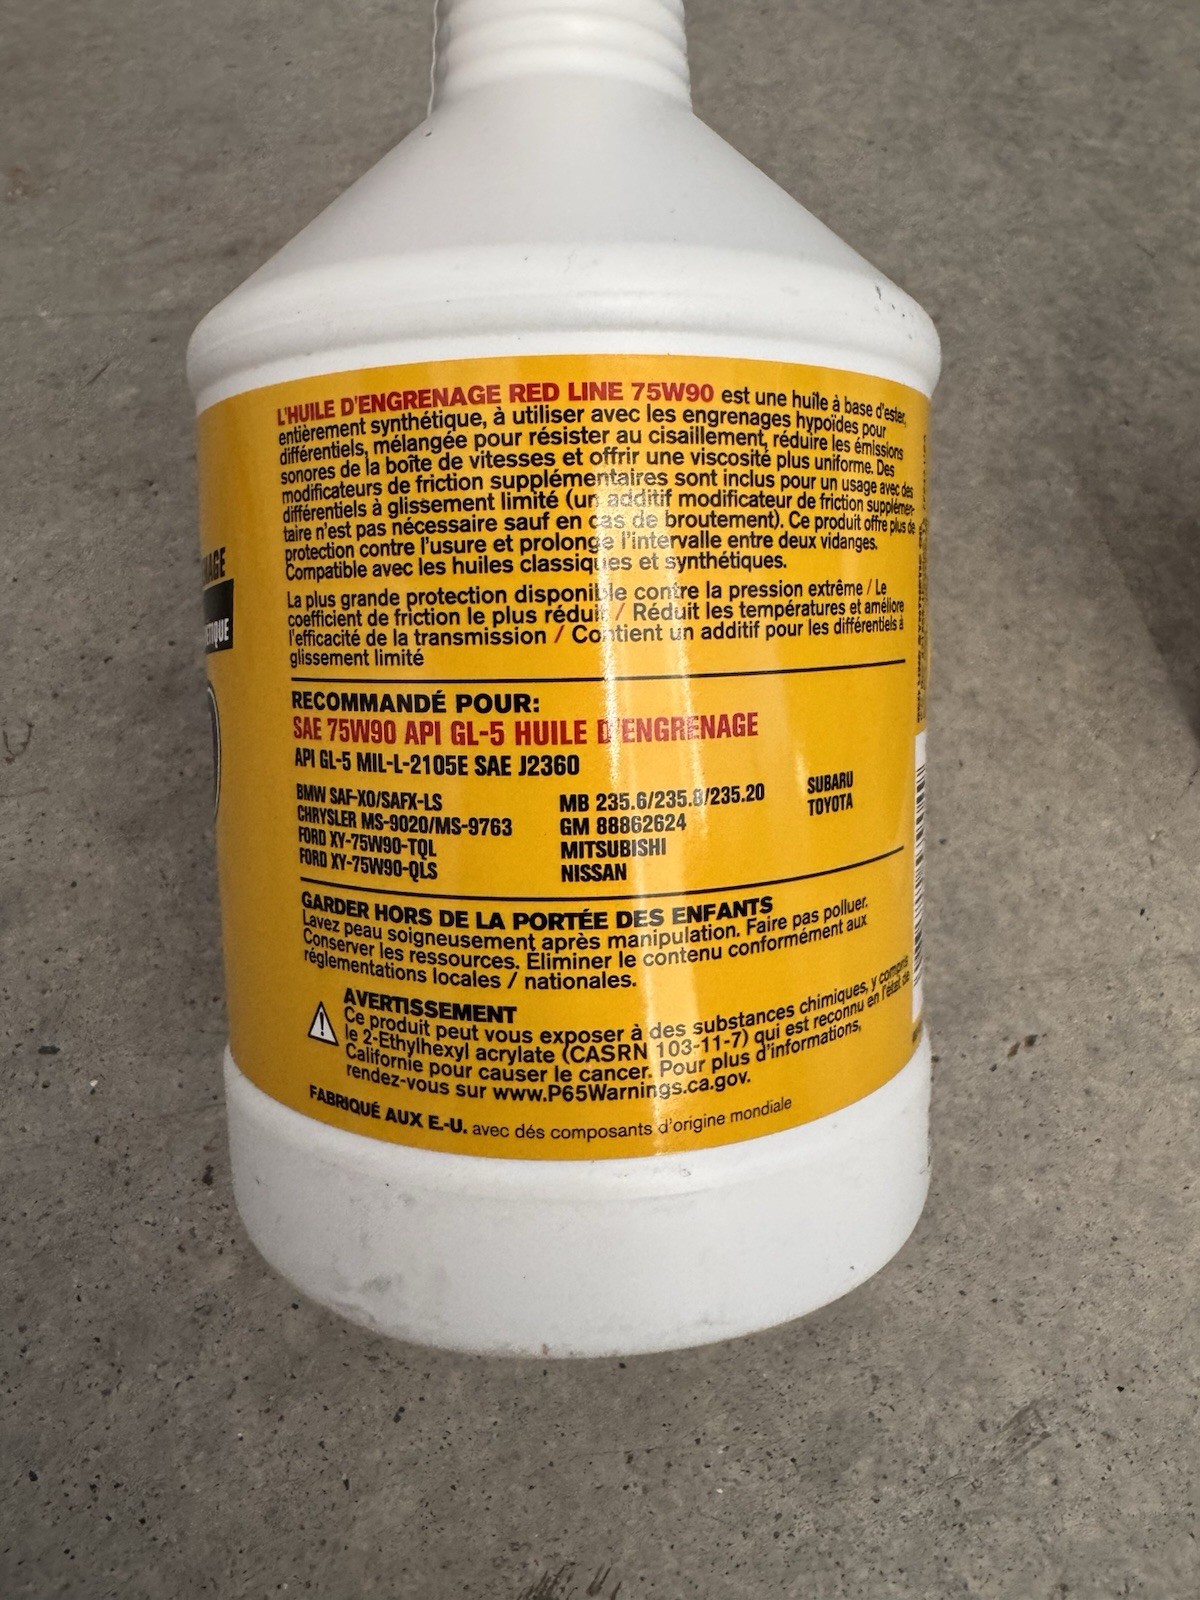 L'HUILE D'ENGRENAGE RED LINE 75W90 est une huile à base d'ester,
entièrement synthétique, à utiliser avec les engrenages hypoïdes pour
différentiels, mélangée pour résister au cisaillement, réduire les émissions
sonores de la boîte de vitesses et offrir une viscosité plus uniforme. Des
modificateurs de friction supplémentaires sont inclus pour un usage avec des
différentiels à glissement limité (un additif modificateur de friction supplémen-
taire n'est pas nécessaire sauf en cas de broutement). Ce produit offre plus de
protection contre l'usure et prolonge l'intervalle entre deux vidanges.
Compatible avec les huiles classiques et synthétiques.
La plus grande protection disponible contre la pression extrême / Le
coefficient de friction le plus réduit / Réduit les températures et améliore
l'efficacité de la transmission / Contient un additif pour les différentiels à
glissement limité
RECOMMANDÉ POUR:
SAE 75W90 API GL-5 HUILE D'ENGRENAGE
API GL-5 MIL-L-2105E SAE J2360
BMW SAF-XO/SAFX-LS
CHRYSLER MS-9020/MS-9763
FORD XY-75W90-TQL
FORD XY-75W90-QLS
MB 235.6/235.8/235.20
GM 88862624
MITSUBISHI
NISSAN
SUBARU
TOYOTA
GARDER HORS DE LA PORTÉE DES ENFANTS
Lavez peau soigneusement après manipulation. Faire pas polluer.
Conserver les ressources. Éliminer le contenu conformément aux
réglementations locales / nationales.
AVERTISSEMENT
Ce produit peut vous exposer à des substances chimiques, y compris
le 2-Ethylhexyl acrylate (CASRN 103-11-7) qui est reconnu en l'état de
Californie pour causer le cancer. Pour plus d'informations,
rendez-vous sur www.P65Warnings.ca.gov.
FABRIQUÉ AUX E.-U. avec dés composants d'origine mondiale